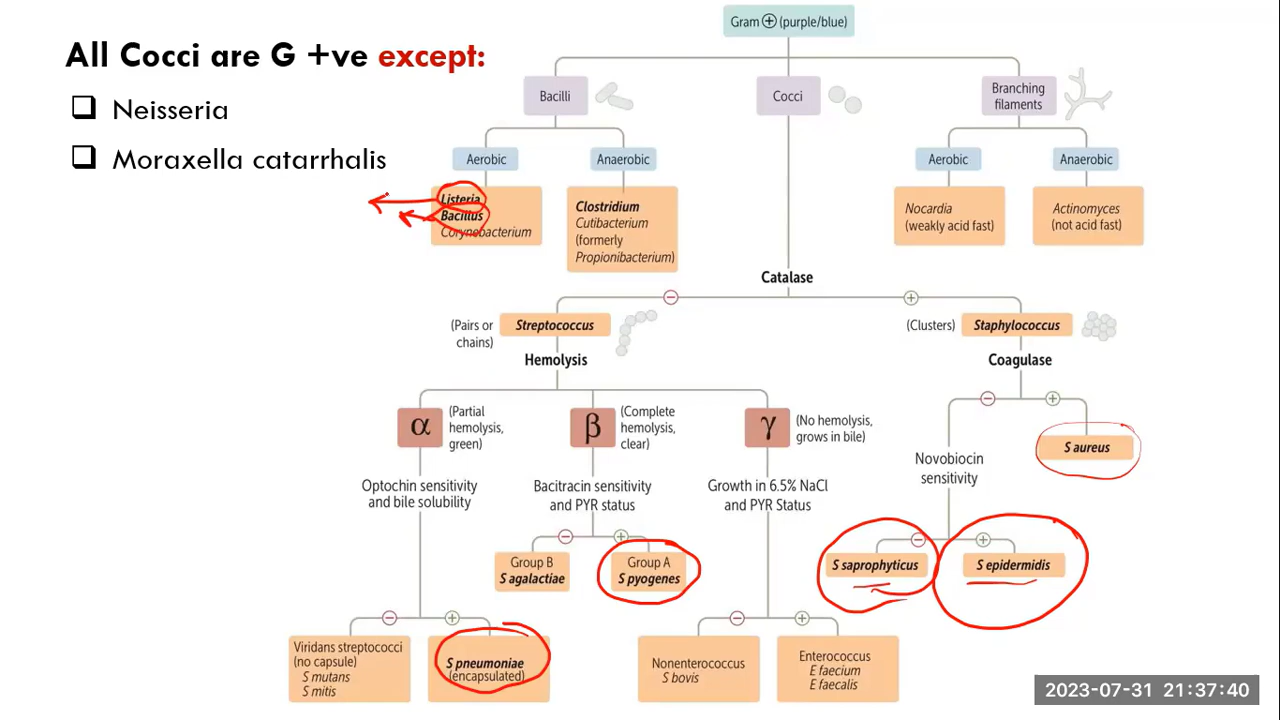 All Cocci are G +ve except:
❑ Neisseria
❑ Moraxella catarrhalis
Gram ⊕ (purple/blue)
Bacilli
Cocci
Branching
filaments
Aerobic
Anaerobic
Aerobic
Anaerobic
Listeria
Bacillus
Corynebacterium
Clostridium
Cutibacterium
(formerly
Propionibacterium)
Nocardia
(weakly acid fast)
Actinomyces
(not acid fast)
Catalase
−
+
(Pairs or
chains)
Streptococcus
(Clusters)
Staphylococcus
Hemolysis
Coagulase
α
(Partial
hemolysis,
green)
β
(Complete
hemolysis,
clear)
γ
(No hemolysis,
grows in bile)
−
+
S aureus
Novobiocin
sensitivity
Optochin sensitivity
and bile solubility
Bacitracin sensitivity
and PYR status
Growth in 6.5% NaCl
and PYR Status
−
+
−
+
Group B
S agalactiae
Group A
S pyogenes
S saprophyticus
S epidermidis
−
+
−
+
Viridans streptococci
(no capsule)
S mutans
S mitis
S pneumoniae
(encapsulated)
Nonenterococcus
S bovis
Enterococcus
E faecium
E faecalis
2023-07-31 21:37:40